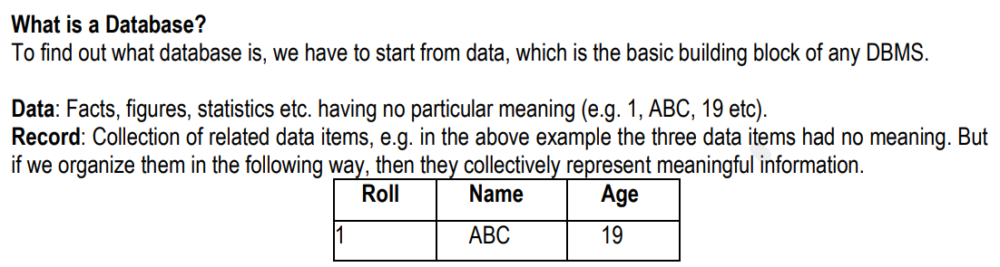 What is a Database?
To find out what database is, we have to start from data, which is the basic building block of any DBMS.
Data: Facts, figures, statistics etc. having no particular meaning (e.g. 1, ABC, 19 etc).
Record: Collection of related data items, e.g. in the above example the three data items had no meaning. But
if we organize them in the following way, then they collectively represent meaningful information.
Roll Name Age
1 ABC 19